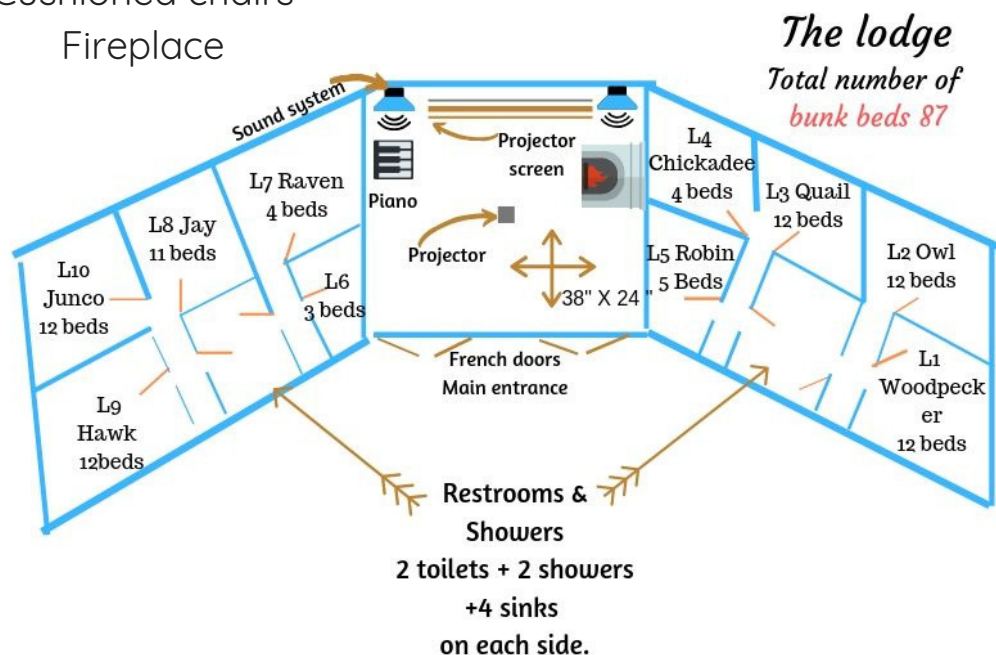 Cushioned chairs
Fireplace
The lodge
Total number of
bunk beds 87
Sound system
Projector
screen
Piano
Projector
38" X 24 "
L7 Raven
4 beds
L8 Jay
11 beds
L10
Junco
12 beds
L6
3 beds
L9
Hawk
12beds
L4
Chickadee
4 beds
L3 Quail
12 beds
L5 Robin
5 Beds
L2 Owl
12 beds
L1
Woodpeck
er
12 beds
French doors
Main entrance
Restrooms &
Showers
2 toilets + 2 showers
+4 sinks
on each side.